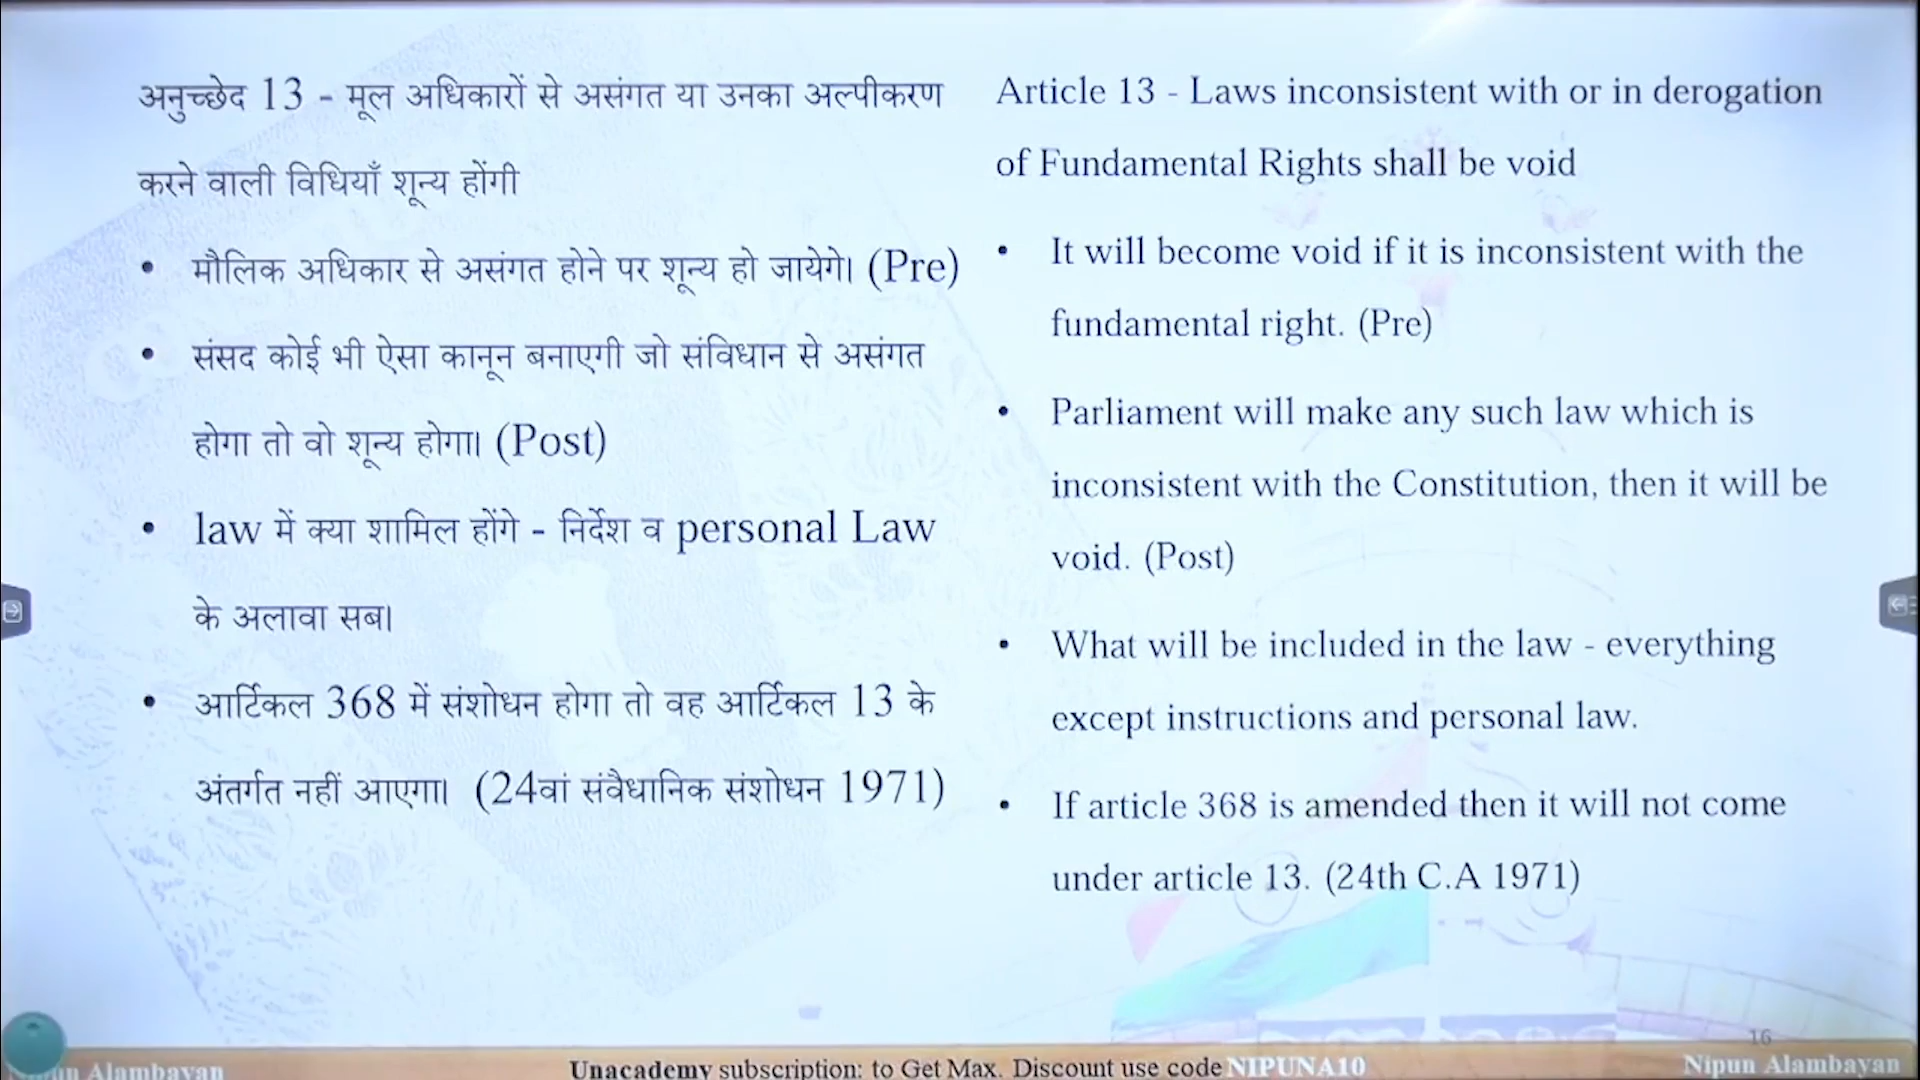 अनुच्छेद 13 - मूल अधिकारों से असंगत या उनका अल्पीकरण
करने वाली विधियाँ शून्य होंगी
• मौलिक अधिकार से असंगत होने पर शून्य हो जायेगे। (Pre)
• संसद कोई भी ऐसा कानून बनाएगी जो संविधान से असंगत
होगा तो वो शून्य होगा। (Post)
• law में क्या शामिल होंगे - निर्देश व personal Law
के अलावा सब।
• आर्टिकल 368 में संशोधन होगा तो वह आर्टिकल 13 के
अंतर्गत नहीं आएगा। (24वां संवैधानिक संशोधन 1971)
Article 13 - Laws inconsistent with or in derogation
of Fundamental Rights shall be void
• It will become void if it is inconsistent with the
fundamental right. (Pre)
• Parliament will make any such law which is
inconsistent with the Constitution, then it will be
void. (Post)
• What will be included in the law - everything
except instructions and personal law.
• If article 368 is amended then it will not come
under article 13. (24th C.A 1971)
16
Alambayan
Unacademy subscription: to Get Max. Discount use code NIPUNA10
Nipun Alambayan